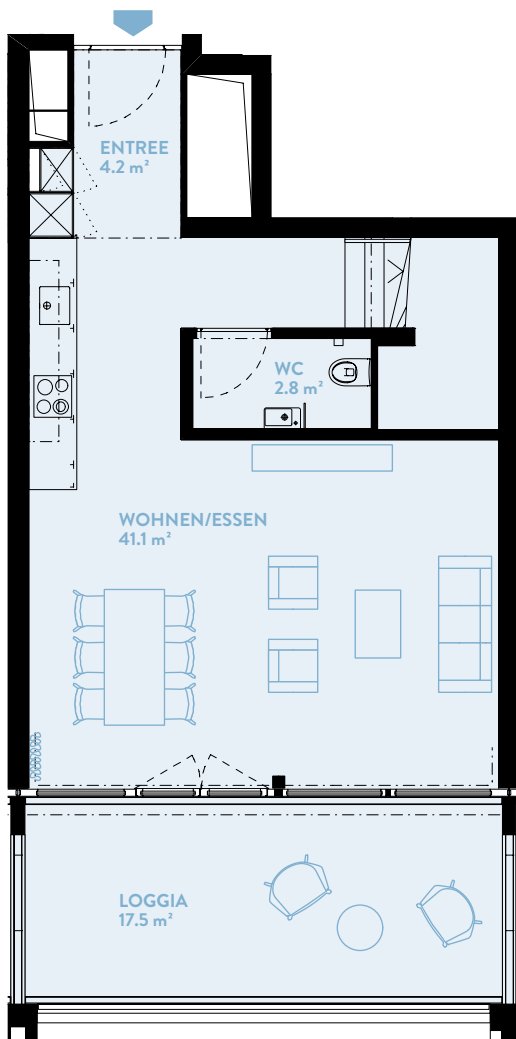 ENTREE
4.2 m²
WC
2.8 m²
WOHNEN/ESSEN
41.1 m²
LOGGIA
17.5 m²